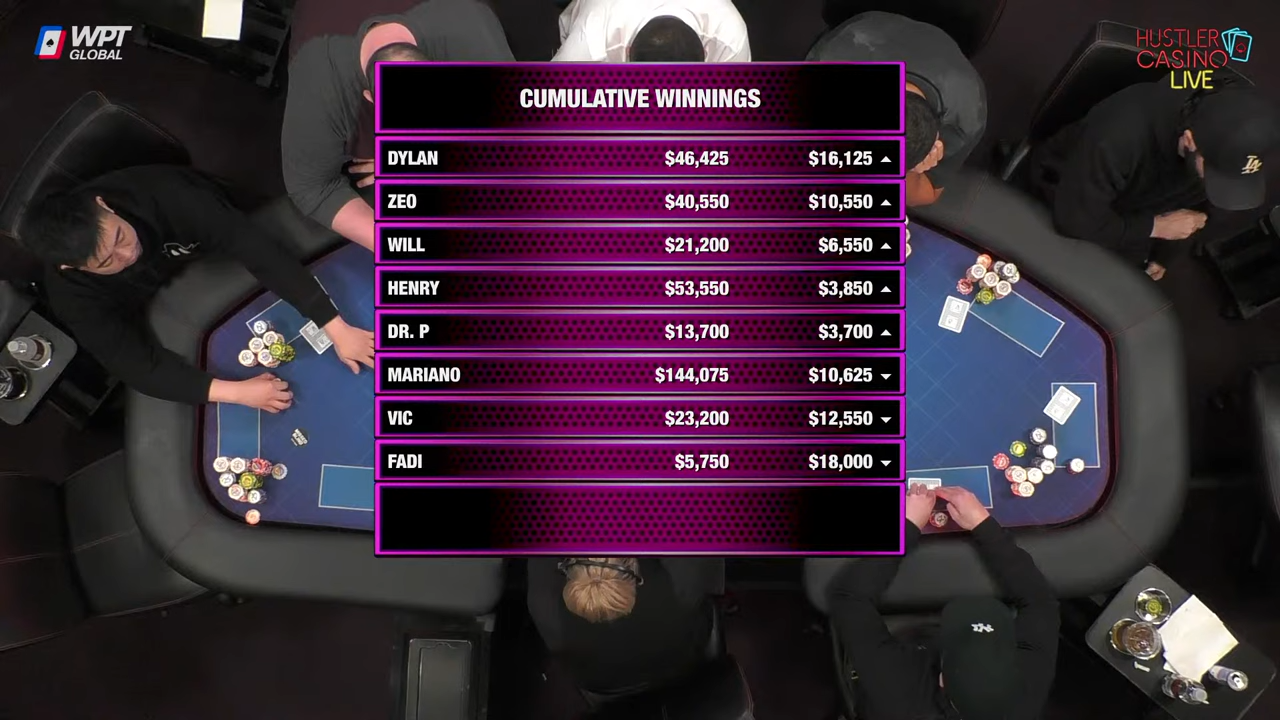 WPT
GLOBAL
HUSTLER
CASINO
LIVE
CUMULATIVE WINNINGS
DYLAN $46,425 $16,125 ▲
ZEO $40,550 $10,550 ▲
WILL $21,200 $6,550 ▲
HENRY $53,550 $3,850 ▲
DR. P $13,700 $3,700 ▲
MARIANO $144,075 $10,625 ▼
VIC $23,200 $12,550 ▼
FADI $5,750 $18,000 ▼
LA